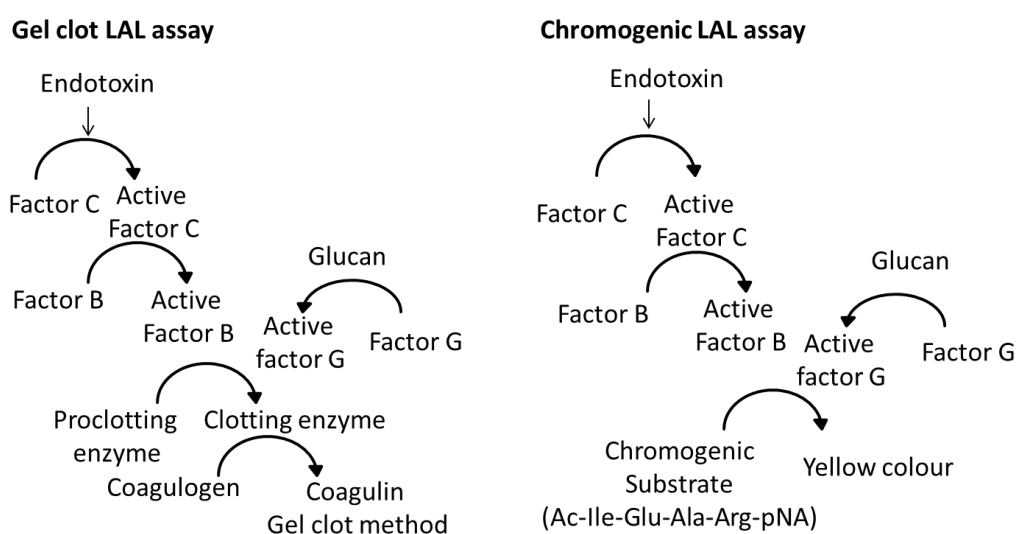 Gel clot LAL assay
Endotoxin
Factor C
Active
Factor C
Factor B
Active
Factor B
Glucan
Active
factor G
Factor G
Proclotting
enzyme
Clotting enzyme
Coagulogen
Coagulin
Gel clot method
Chromogenic LAL assay
Endotoxin
Factor C
Active
Factor C
Factor B
Active
Factor B
Glucan
Active
factor G
Factor G
Chromogenic
Substrate
(Ac-Ile-Glu-Ala-Arg-pNA)
Yellow colour